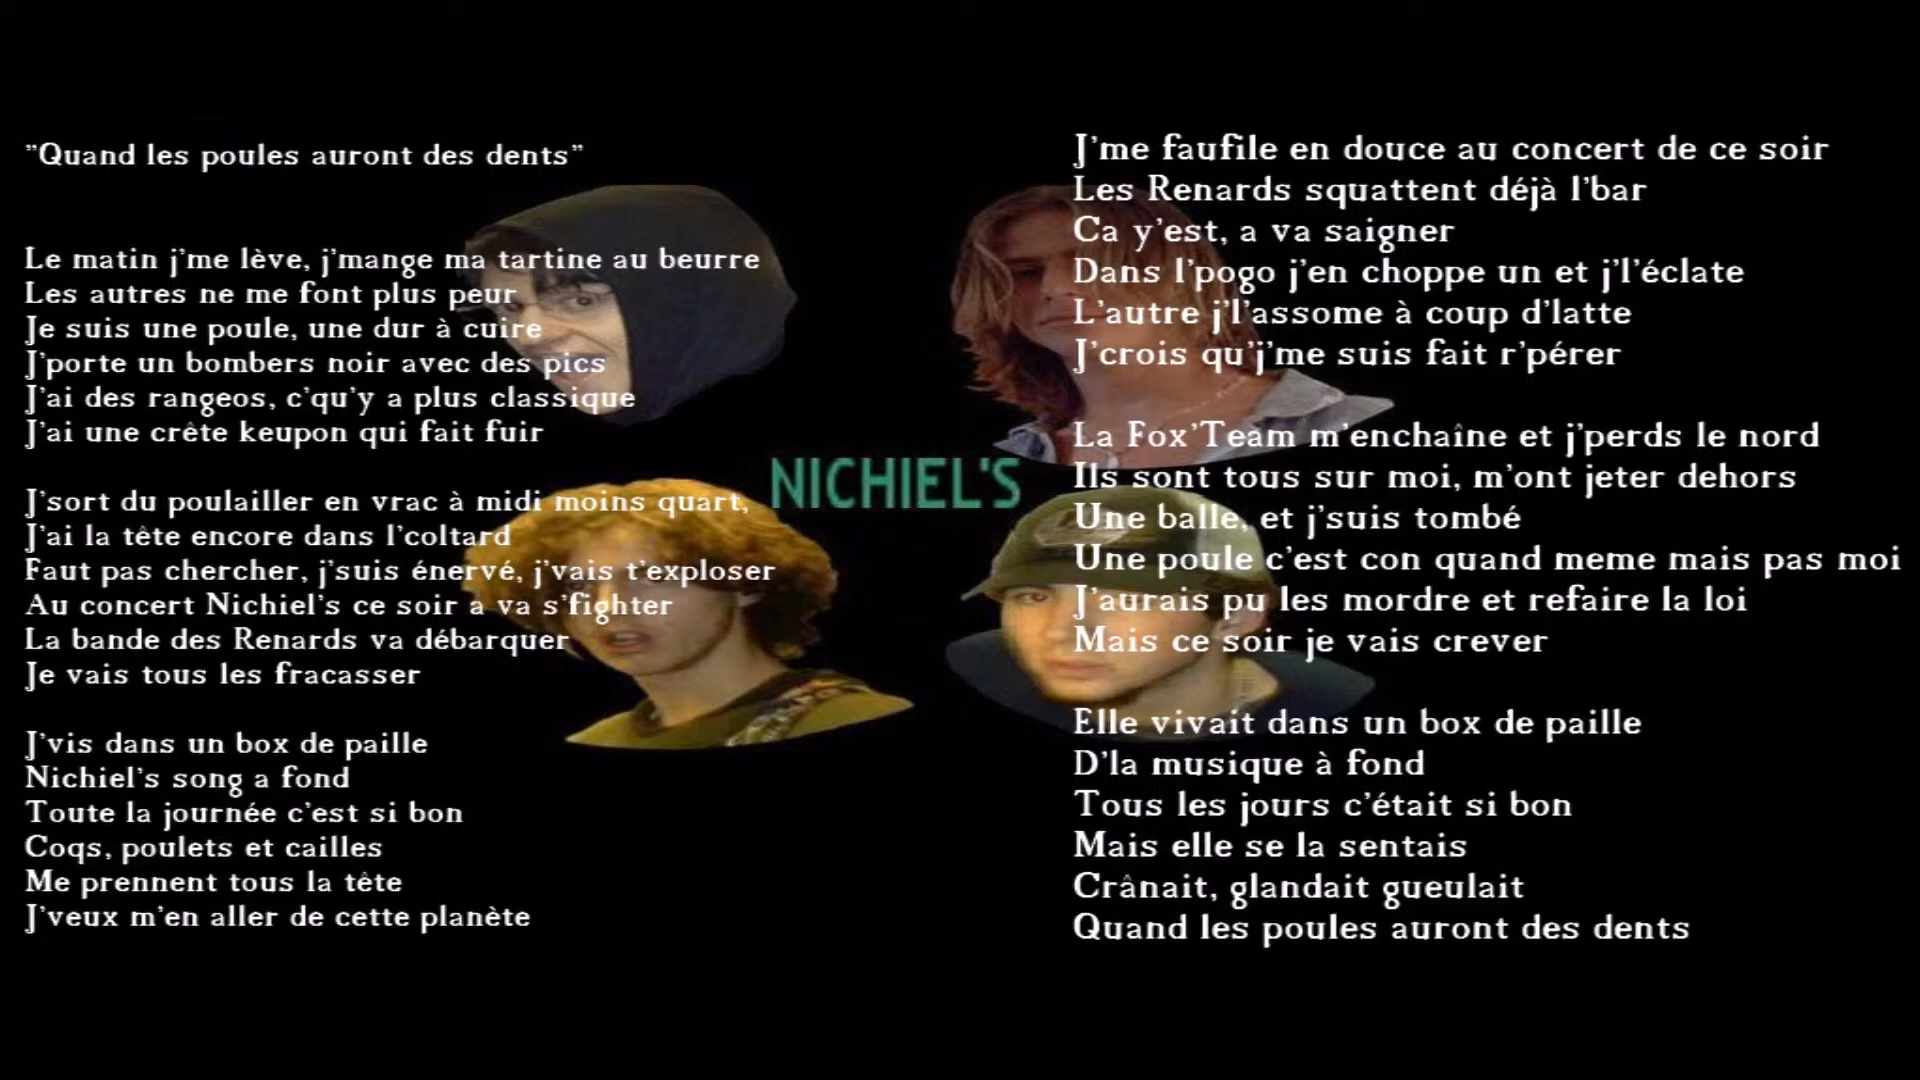 "Quand les poules auront des dents"
Le matin j'me lève, j'mange ma tartine au beurre
Les autres ne me font plus peur
Je suis une poule, une dur à cuire
J'porte un bombers noir avec des pics
J'ai des rangeos, c'qu'y a plus classique
J'ai une crête keupon qui fait fuir
J'sort du poulailler en vrac à midi moins quart,
J'ai la tête encore dans l'coltard
Faut pas chercher, j'suis énervé, j'vais t'exploser
Au concert Nichiel's ce soir a va s'fighter
La bande des Renards va débarquer
Je vais tous les fracasser
J'vis dans un box de paille
Nichiel's song a fond
Toute la journée c'est si bon
Coqs, poulets et cailles
Me prennent tous la tête
J'veux m'en aller de cette planète
NICHIEL'S
J'me faufile en douce au concert de ce soir
Les Renards squattent déjà l'bar
Ca y'est, a va saigner
Dans l'pogo j'en choppe un et j'l'éclate
L'autre j'l'assome à coup d'latte
J'crois qu'j'me suis fait r'pérer
La Fox'Team m'enchaîne et j'perds le nord
Ils sont tous sur moi, m'ont jeter dehors
Une balle, et j'suis tombé
Une poule c'est con quand meme mais pas moi
J'aurais pu les mordre et refaire la loi
Mais ce soir je vais crever
Elle vivait dans un box de paille
D'la musique à fond
Tous les jours c'était si bon
Mais elle se la sentais
Crânait, glandait gueulait
Quand les poules auront des dents